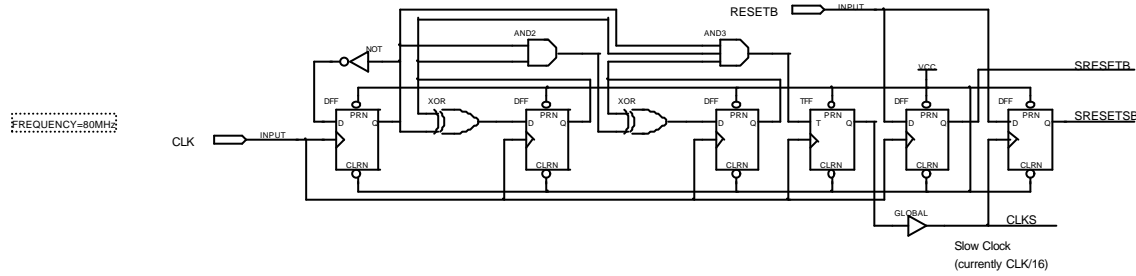 RESETB
INPUT
AND2
AND3
NOT
VCC
SRESETB
DFF
XOR
DFF
XOR
DFF
TFF
DFF
DFF
PRN
PRN
PRN
PRN
PRN
PRN
D Q
D Q
D Q
T Q
D Q
D Q
SRESETSB
FREQUENCY=80MHz
CLK
INPUT
CLRN
CLRN
CLRN
CLRN
CLRN
CLRN
GLOBAL
CLKS
Slow Clock
(currently CLK/16)